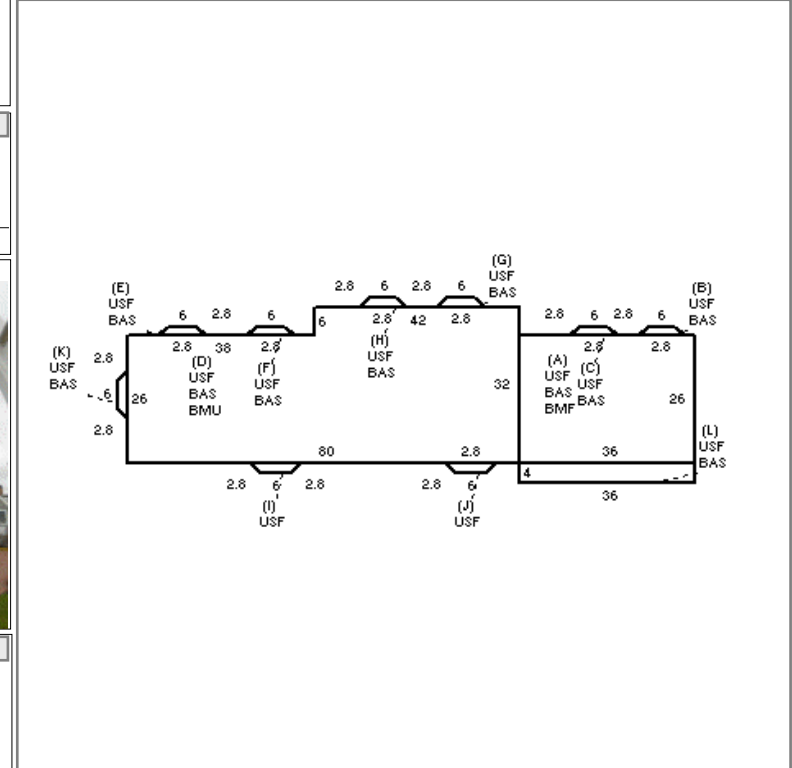 (G)
USF
BAS
2.8 6 2.8 6
(E)
USF
BAS
(B)
USF
BAS
6 2.8 6
6
2.8 42 2.8
2.8 6 2.8 6
(K)
USF
BAS
2.8
6
2.8
26
2.8 38 2.8
(D)
USF
BAS
BMU
(F)
USF
BAS
(H)
USF
BAS
32
2.8 2.8
(A)
USF
BAS
BMF
(C)
USF
BAS
26
(L)
USF
BAS
80 2.8 36
4
2.8 6 2.8 2.8 6
36
(I)
USF
(J)
USF